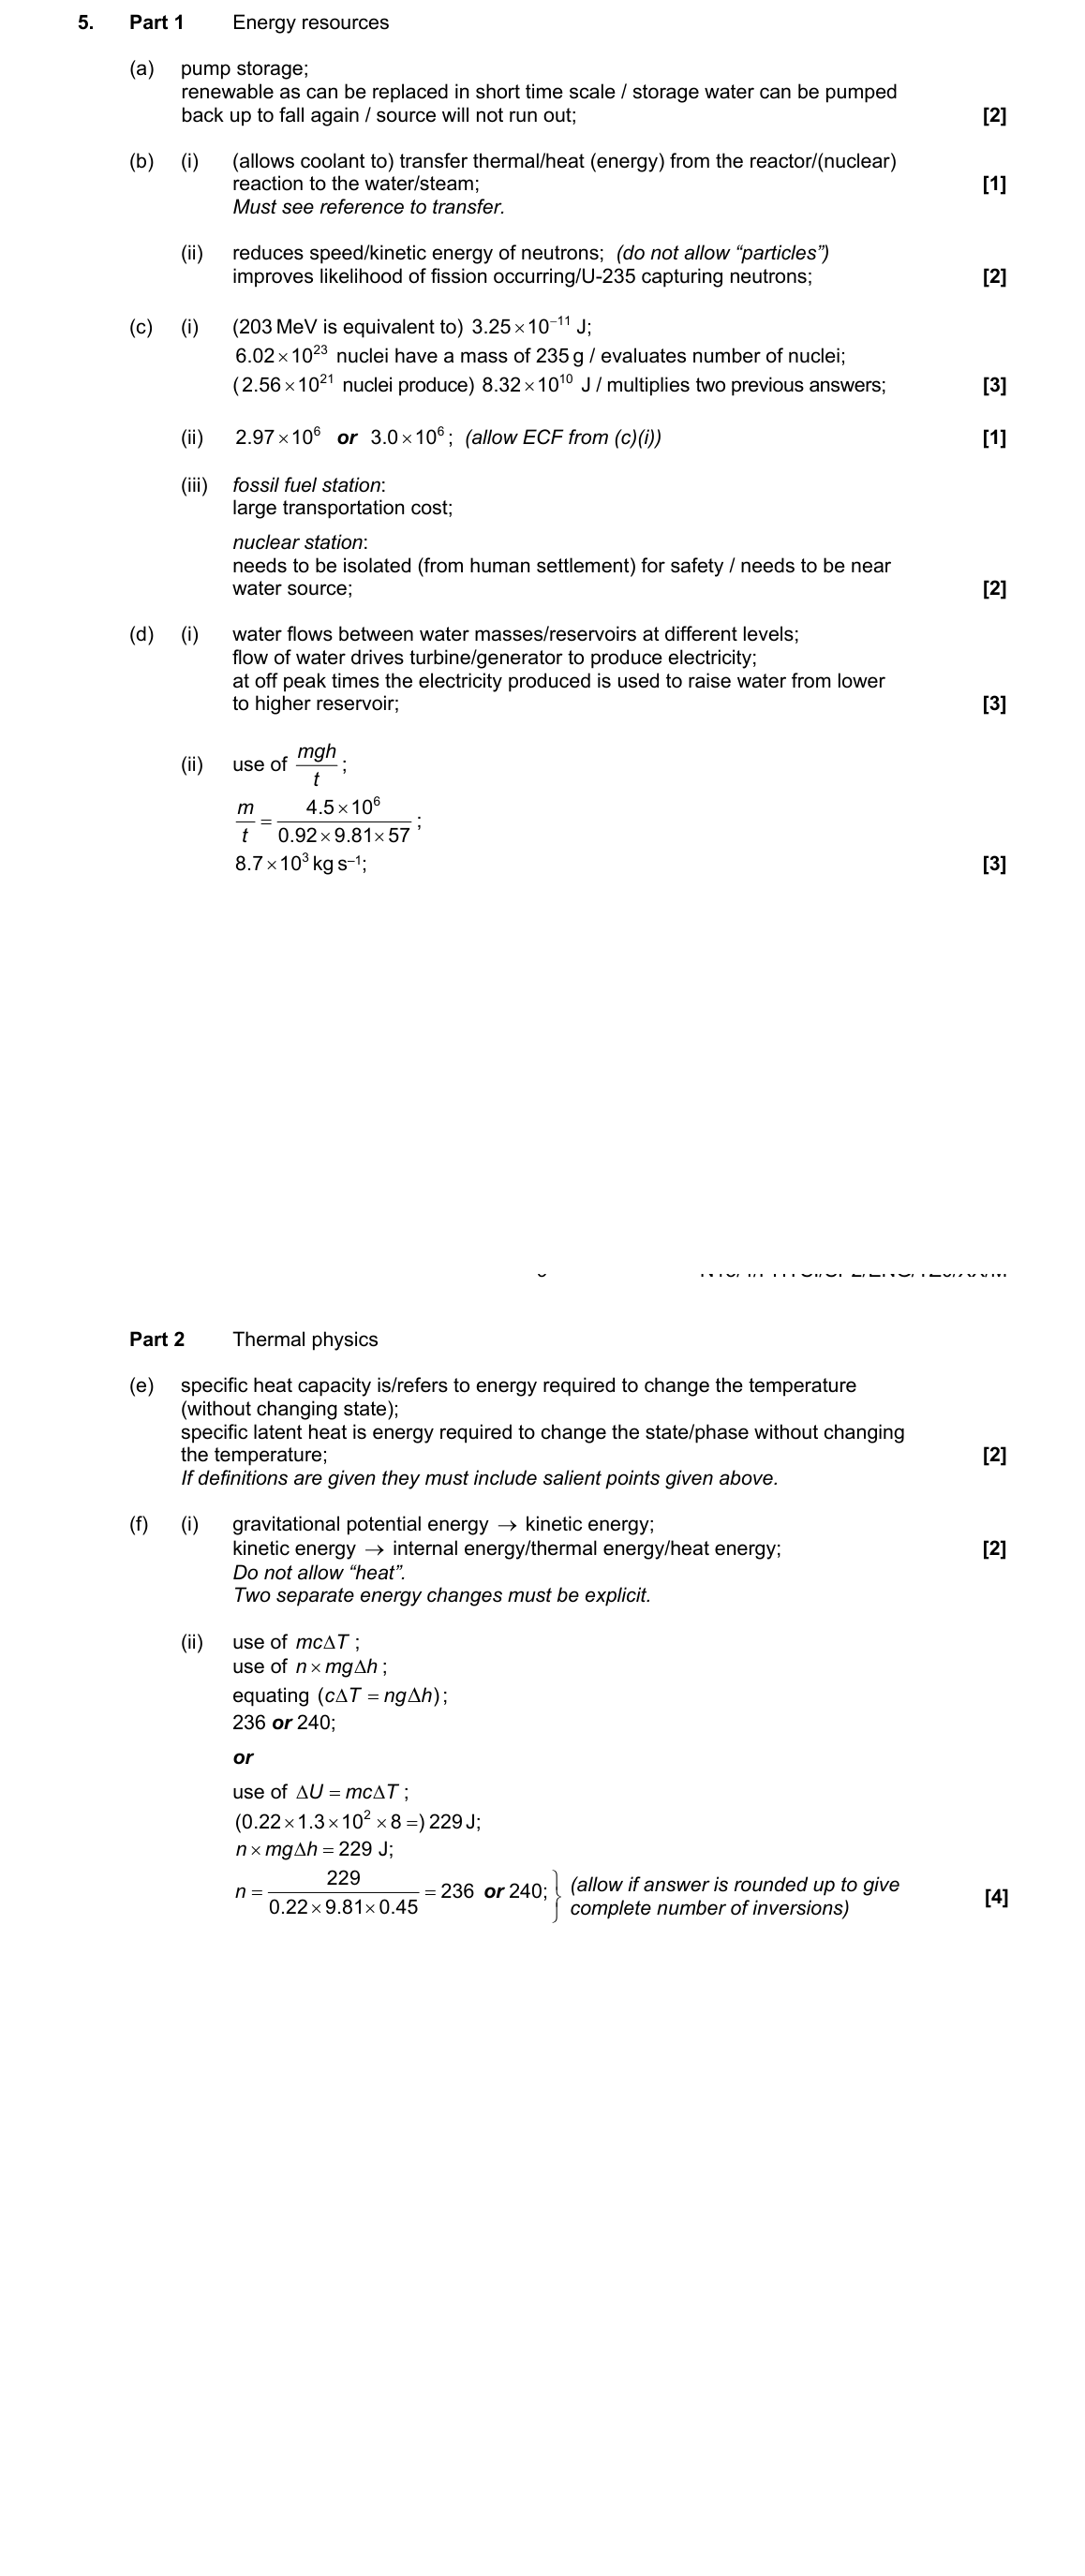 5. Part 1 Energy resources
(a) pump storage;
renewable as can be replaced in short time scale / storage water can be pumped
back up to fall again / source will not run out; [2]
(b) (i) (allows coolant to) transfer thermal/heat (energy) from the reactor/(nuclear)
reaction to the water/steam; [1]
Must see reference to transfer.
(ii) reduces speed/kinetic energy of neutrons; (do not allow “particles”)
improves likelihood of fission occurring/U-235 capturing neutrons; [2]
(c) (i) (203 MeV is equivalent to) 3.25×10⁻¹¹ J;
6.02×10²³ nuclei have a mass of 235 g / evaluates number of nuclei;
(2.56×10²¹ nuclei produce) 8.32×10¹⁰ J / multiplies two previous answers; [3]
(ii) 2.97×10⁶ or 3.0×10⁶; (allow ECF from (c)(i)) [1]
(iii) fossil fuel station:
large transportation cost;
nuclear station:
needs to be isolated (from human settlement) for safety / needs to be near
water source; [2]
(d) (i) water flows between water masses/reservoirs at different levels;
flow of water drives turbine/generator to produce electricity;
at off peak times the electricity produced is used to raise water from lower
to higher reservoir; [3]
(ii) use of mgh/t;
m/t = 4.5×10⁶/(0.92×9.81×57);
8.7×10³ kg s⁻¹; [3]
Part 2 Thermal physics
(e) specific heat capacity is/refers to energy required to change the temperature
(without changing state);
specific latent heat is energy required to change the state/phase without changing
the temperature; [2]
If definitions are given they must include salient points given above.
(f) (i) gravitational potential energy → kinetic energy;
kinetic energy → internal energy/thermal energy/heat energy; [2]
Do not allow “heat”.
Two separate energy changes must be explicit.
(ii) use of mcΔT;
use of n×mgΔh;
equating (cΔT = ngΔh);
236 or 240;
or
use of ΔU = mcΔT;
(0.22×1.3×10²×8 =) 229 J;
n×mgΔh = 229 J;
n = 229/(0.22×9.81×0.45) = 236 or 240; } (allow if answer is rounded up to give
complete number of inversions) [4]